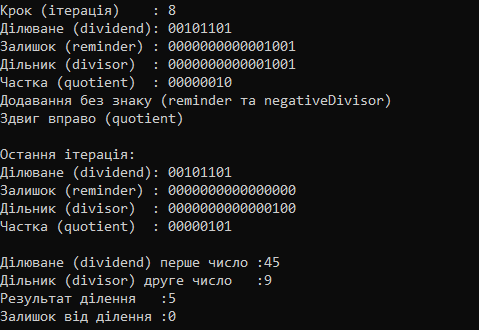 Крок (ітерація)    : 8
Ділюване (dividend): 00101101
Залишок (reminder) : 0000000000001001
Дільник (divisor)  : 0000000000001001
Частка (quotient)  : 00000010
Додавання без знаку (reminder та negativeDivisor)
Здвиг вправо (quotient)

Остання ітерація:
Ділюване (dividend): 00101101
Залишок (reminder) : 0000000000000000
Дільник (divisor)  : 0000000000000100
Частка (quotient)  : 00000101

Ділюване (dividend) перше число :45
Дільник (divisor) друге число   :9
Результат ділення   :5
Залишок від ділення :0